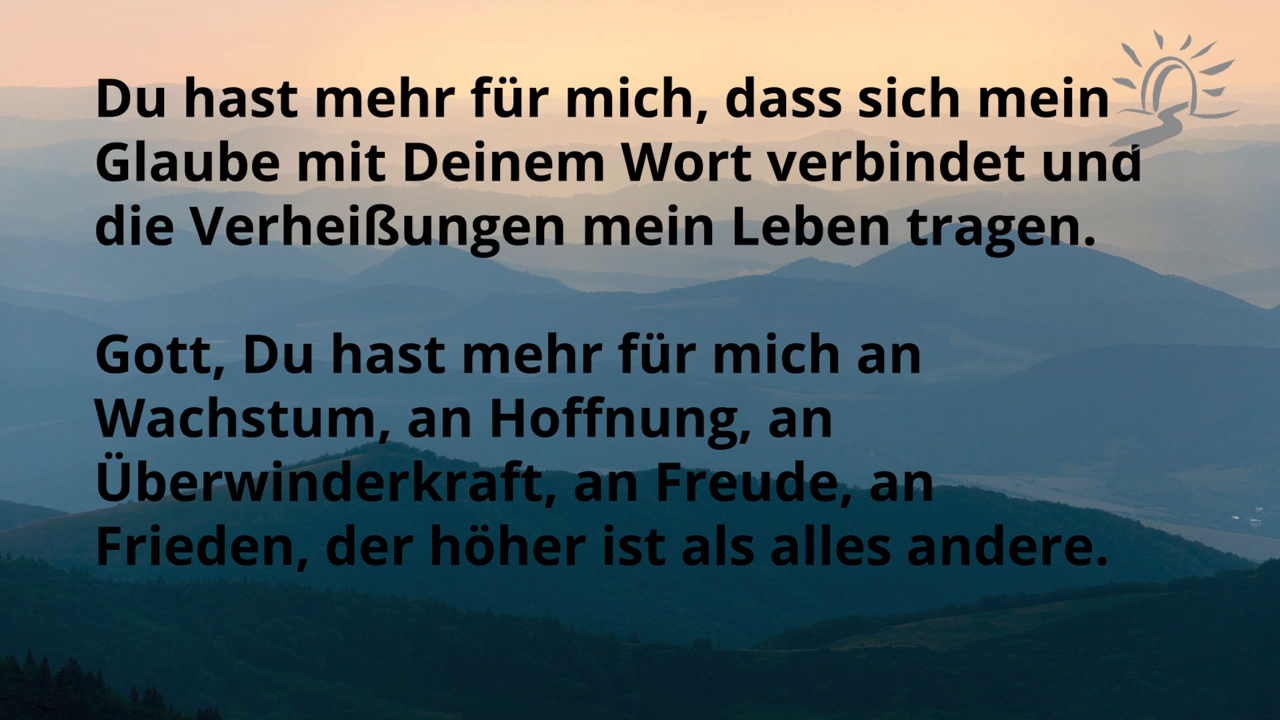 Du hast mehr für mich, dass sich mein
Glaube mit Deinem Wort verbindet und
die Verheißungen mein Leben tragen.
Gott, Du hast mehr für mich an
Wachstum, an Hoffnung, an
Überwinderkraft, an Freude, an
Frieden, der höher ist als alles andere.